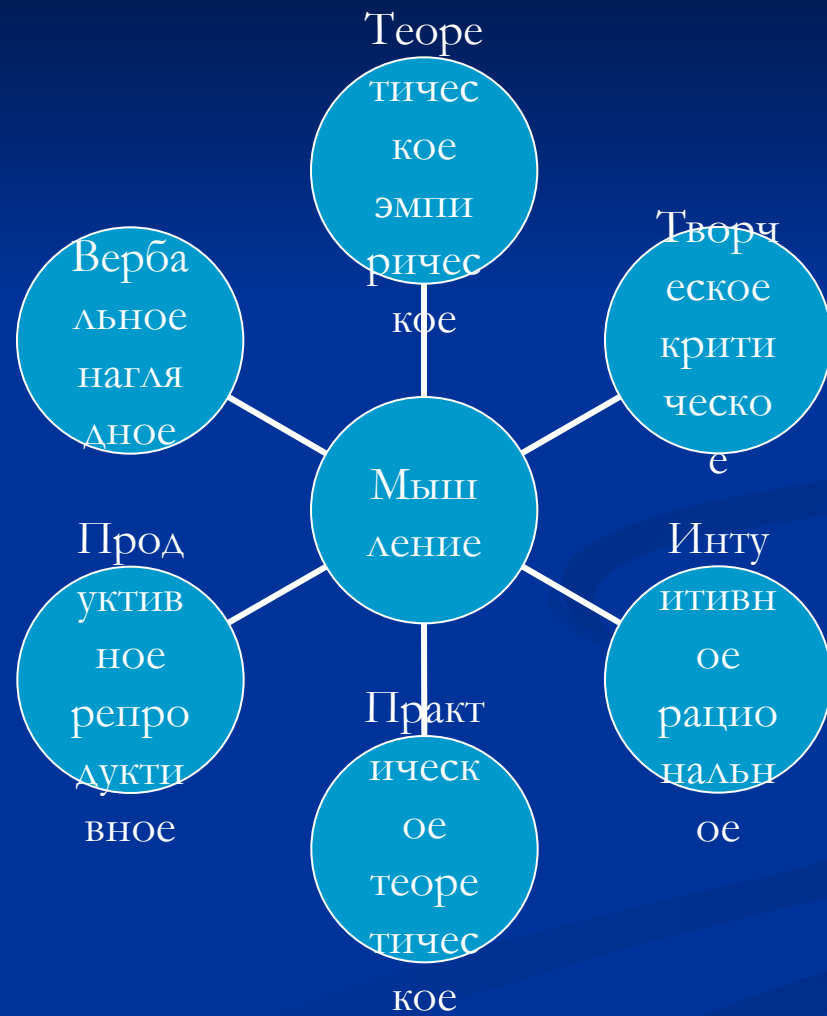 Теоре
тичес
кое
эмпи
ричес
кое
Творч
еское
крити
ческо
е
Инту
итивн
ое
рацио
нальн
ое
Практ
ическ
ое
теоре
тичес
кое
Прод
уктив
ное
репро
дукти
вное
Верба
льное
нагля
дное
Мыш
ление